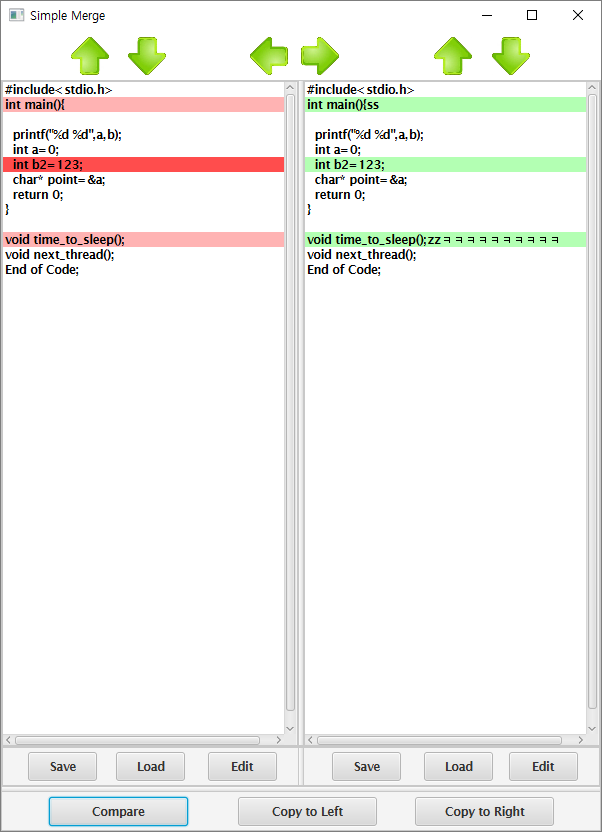 Simple Merge
#include<stdio.h>
int main(){
printf("%d %d",a,b);
int a=0;
int b2=123;
char* point=&a;
return 0;
}
void time_to_sleep();
void next_thread();
End of Code;
#include<stdio.h>
int main(){ss
printf("%d %d",a,b);
int a=0;
int b2=123;
char* point=&a;
return 0;
}
void time_to_sleep();zzㅋㅋㅋㅋㅋㅋㅋㅋㅋㅋ
void next_thread();
End of Code;
Save Load Edit
Save Load Edit
Compare Copy to Left Copy to Right